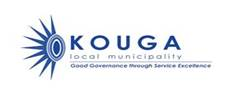 KOUGA
local municipality
Good Governance through Service Excellence